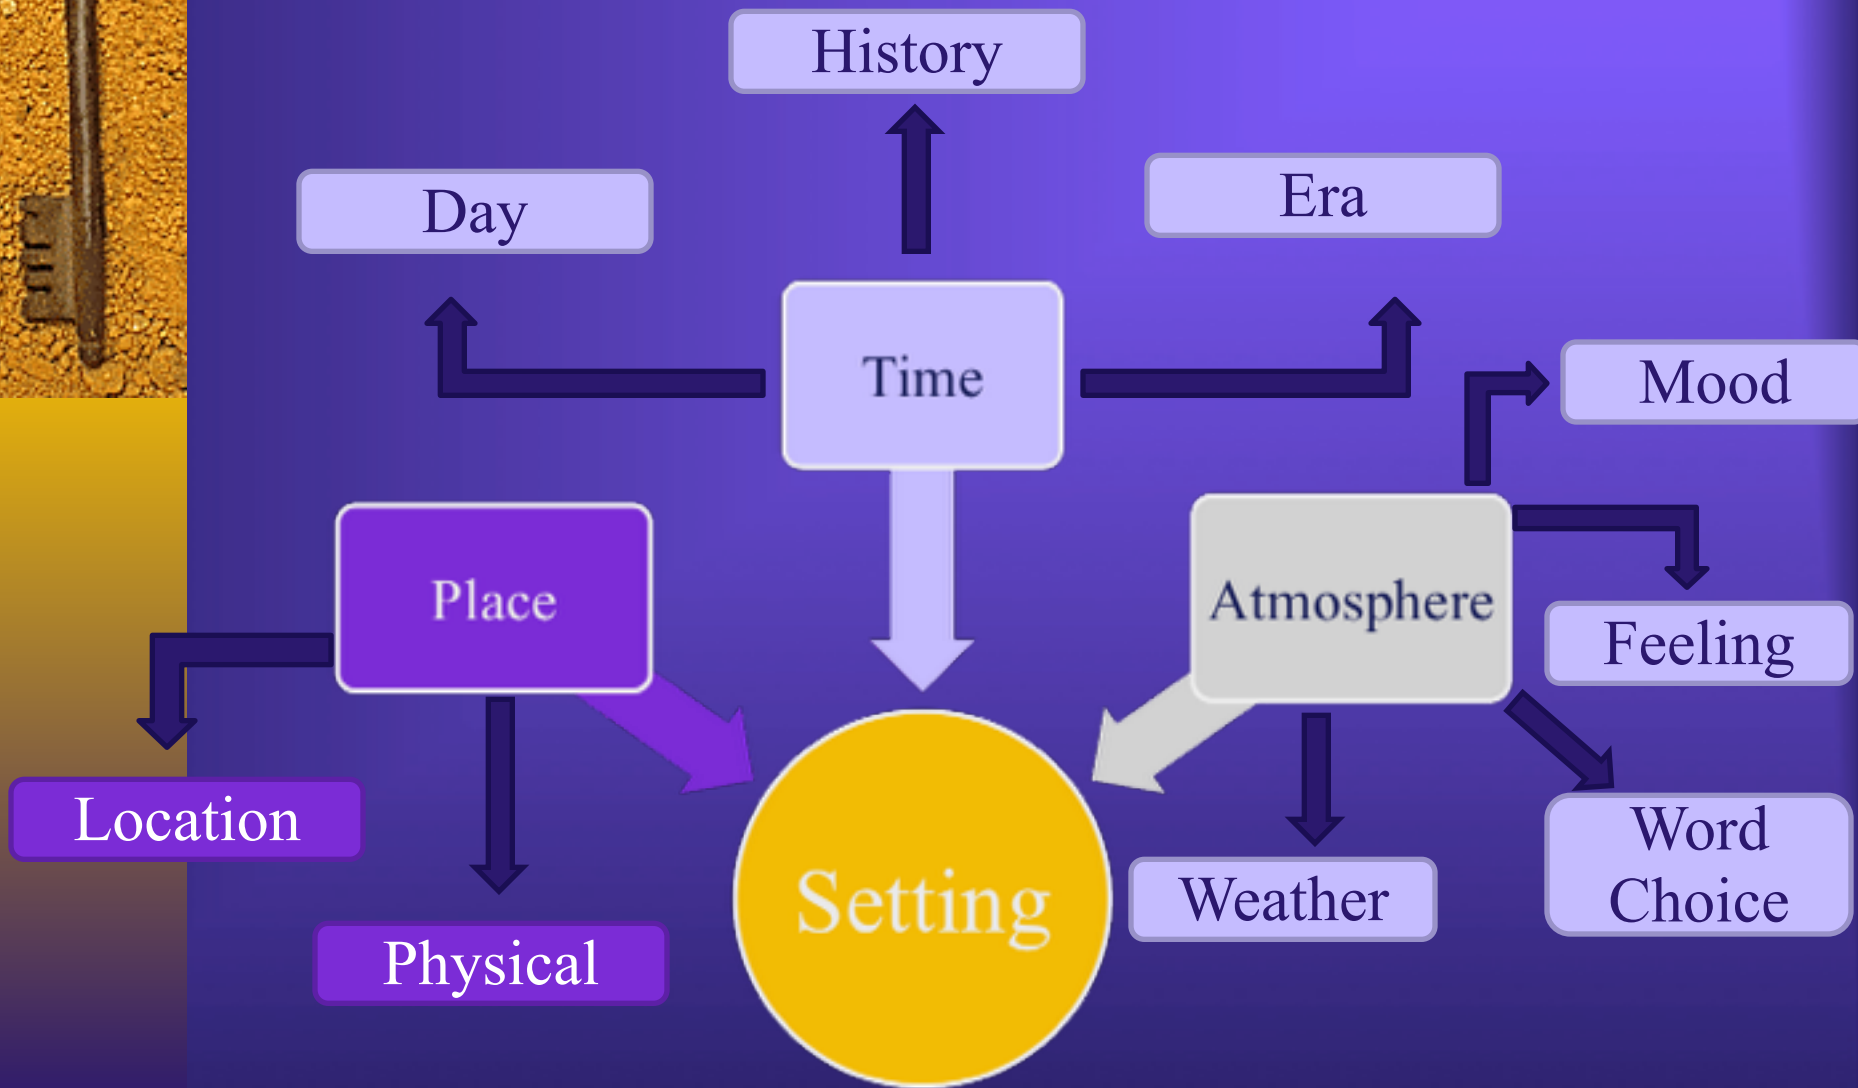 History
Day
Era
Time
Mood
Place
Atmosphere
Feeling
Location
Word
Choice
Setting
Weather
Physical